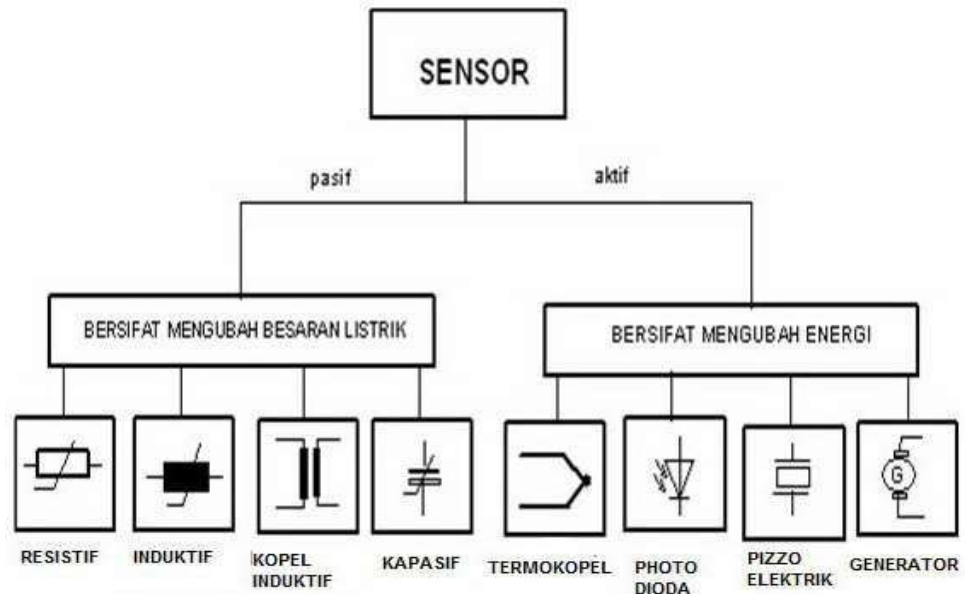 SENSOR
pasif
aktif
BERSIFAT MENGUBAH BESARAN LISTRIK
BERSIFAT MENGUBAH ENERGI
G
RESISTIF
INDUKTIF
KOPEL
INDUKTIF
KAPASIF
TERMOKOPEL
PHOTO
DIODA
PIZZO
ELEKTRIK
GENERATOR